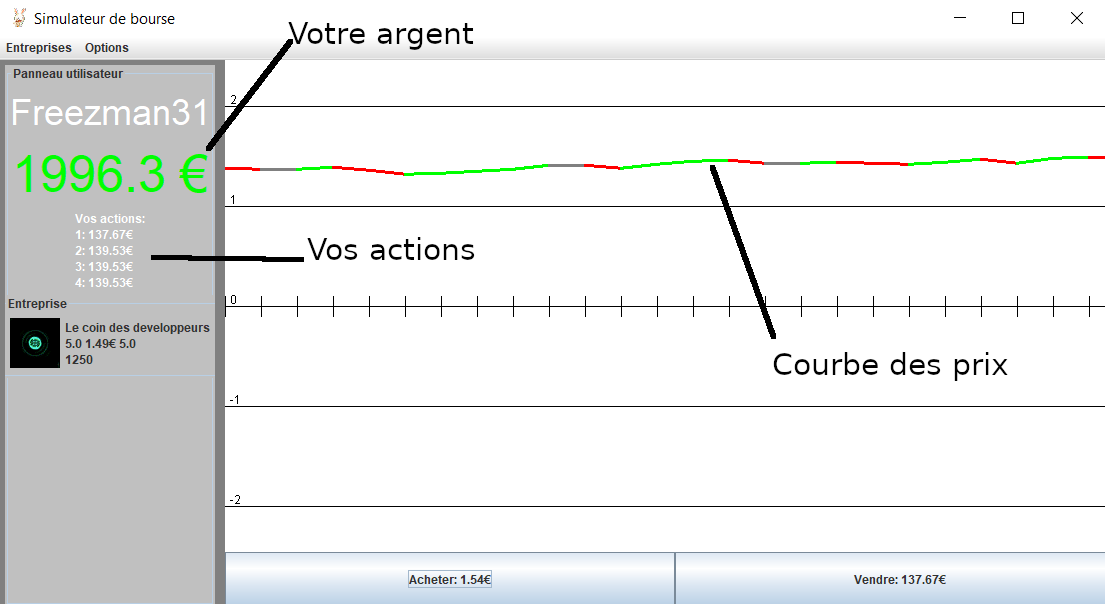 Simulateur de bourse
Entreprises Options
Votre argent
Panneau utilisateur
Freezman31
1996.3 €
Vos actions:
1: 137.67€
2: 139.53€
3: 139.53€
4: 139.53€
Vos actions
Entreprise
Le coin des developpeurs
5.0 1.49€ 5.0
1250
2
1
0
-1
-2
Courbe des prix
Acheter: 1.54€
Vendre: 137.67€